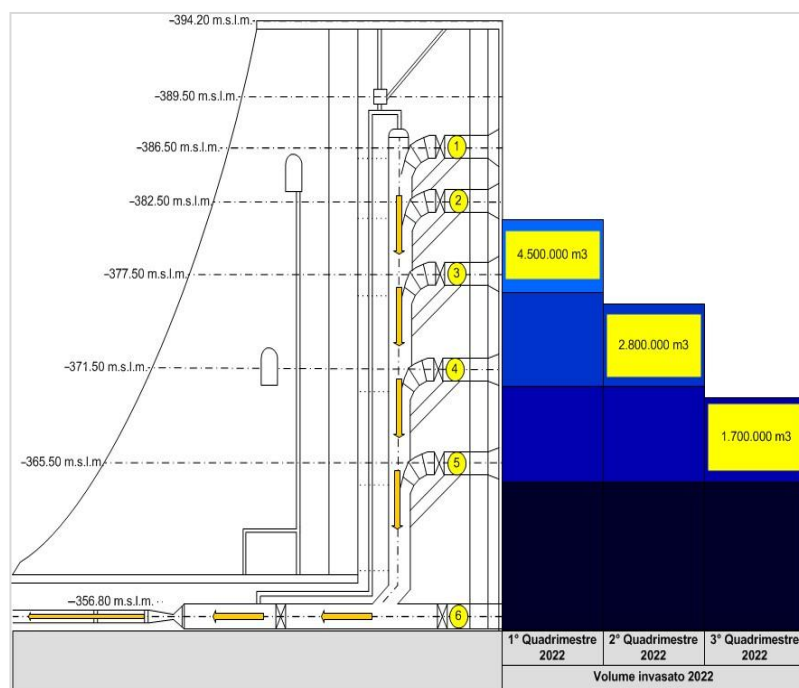 –394.20 m.s.l.m.
–389.50 m.s.l.m.
–386.50 m.s.l.m.
1
–382.50 m.s.l.m.
2
4.500.000 m3
–377.50 m.s.l.m.
3
2.800.000 m3
–371.50 m.s.l.m.
4
1.700.000 m3
–365.50 m.s.l.m.
5
–356.80 m.s.l.m.
6
1° Quadrimestre
2022
2° Quadrimestre
2022
3° Quadrimestre
2022
Volume invasato 2022